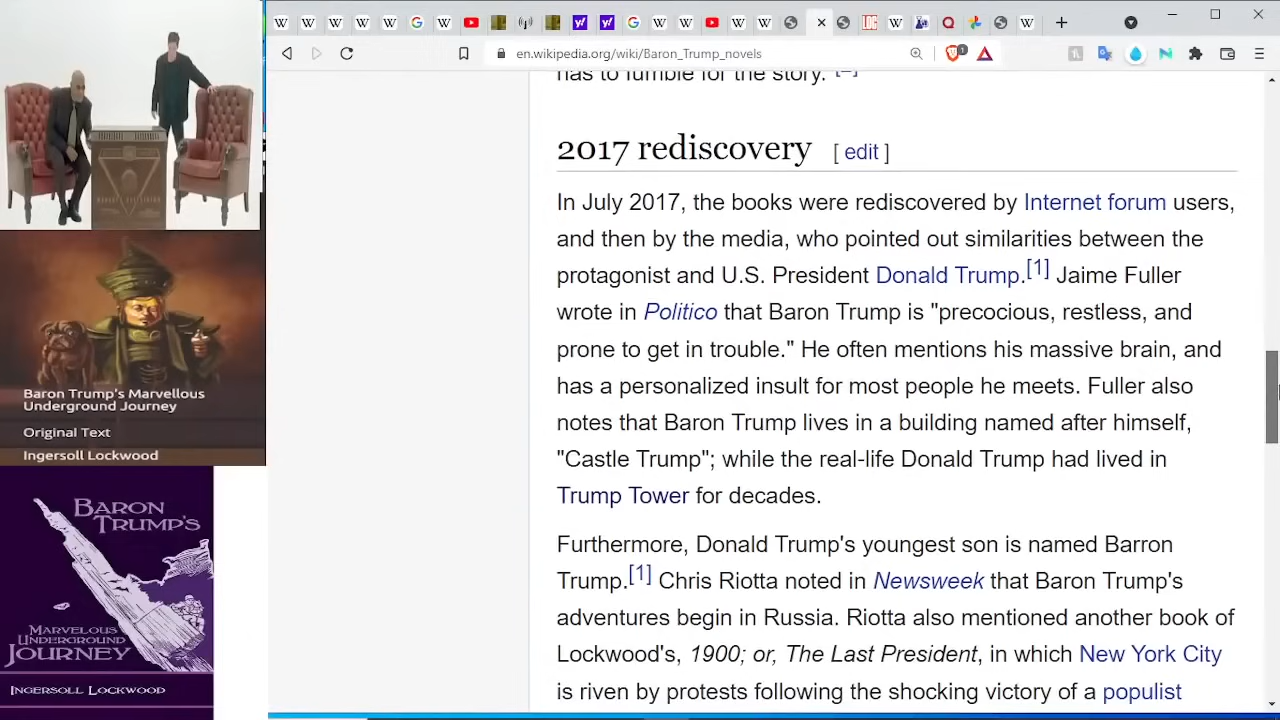 en.wikipedia.org/wiki/Baron_Trump_novels
has to fumble for the story. [2]
2017 rediscovery [ edit ]
In July 2017, the books were rediscovered by Internet forum users,
and then by the media, who pointed out similarities between the
protagonist and U.S. President Donald Trump.[1] Jaime Fuller
wrote in Politico that Baron Trump is "precocious, restless, and
prone to get in trouble." He often mentions his massive brain, and
has a personalized insult for most people he meets. Fuller also
notes that Baron Trump lives in a building named after himself,
"Castle Trump"; while the real-life Donald Trump had lived in
Trump Tower for decades.
Furthermore, Donald Trump's youngest son is named Barron
Trump.[1] Chris Riotta noted in Newsweek that Baron Trump's
adventures begin in Russia. Riotta also mentioned another book of
Lockwood's, 1900; or, The Last President, in which New York City
is riven by protests following the shocking victory of a populist
Baron Trump's Marvellous
Underground Journey
Original Text
Ingersoll Lockwood
BARON
TRUMP'S
MARVELOUS
UNDERGROUND
JOURNEY
INGERSOLL LOCKWOOD